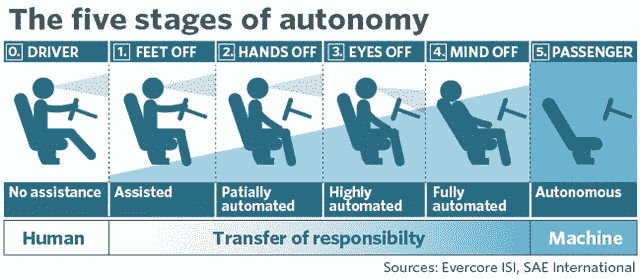 The five stages of autonomy
0. DRIVER
1. FEET OFF
2. HANDS OFF
3. EYES OFF
4. MIND OFF
5. PASSENGER
No assistance
Assisted
Patially
automated
Highly
automated
Fully
automated
Autonomous
Human
Transfer of responsibilty
Machine
Sources: Evercore ISI, SAE International